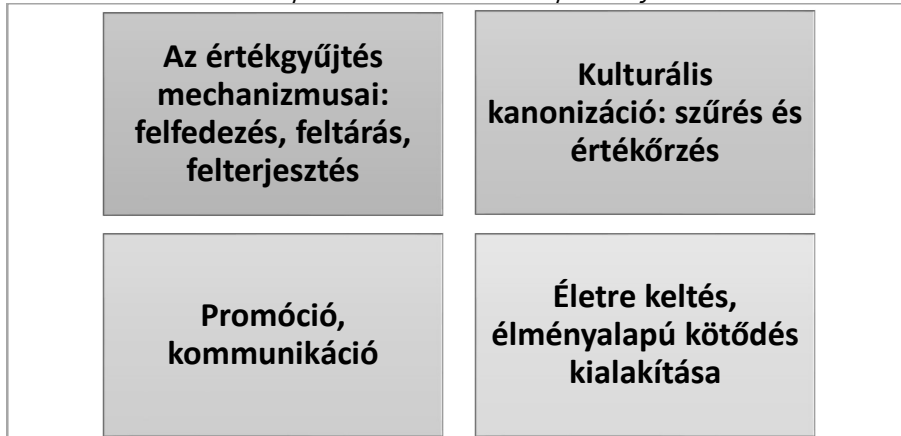 Az értékgyűjtés
mechanizmusai:
felfedezés, feltárás,
felterjesztés
Kulturális
kanonizáció: szűrés és
értékőrzés
Promóció,
kommunikáció
Életre keltés,
élményalapú kötődés
kialakítása